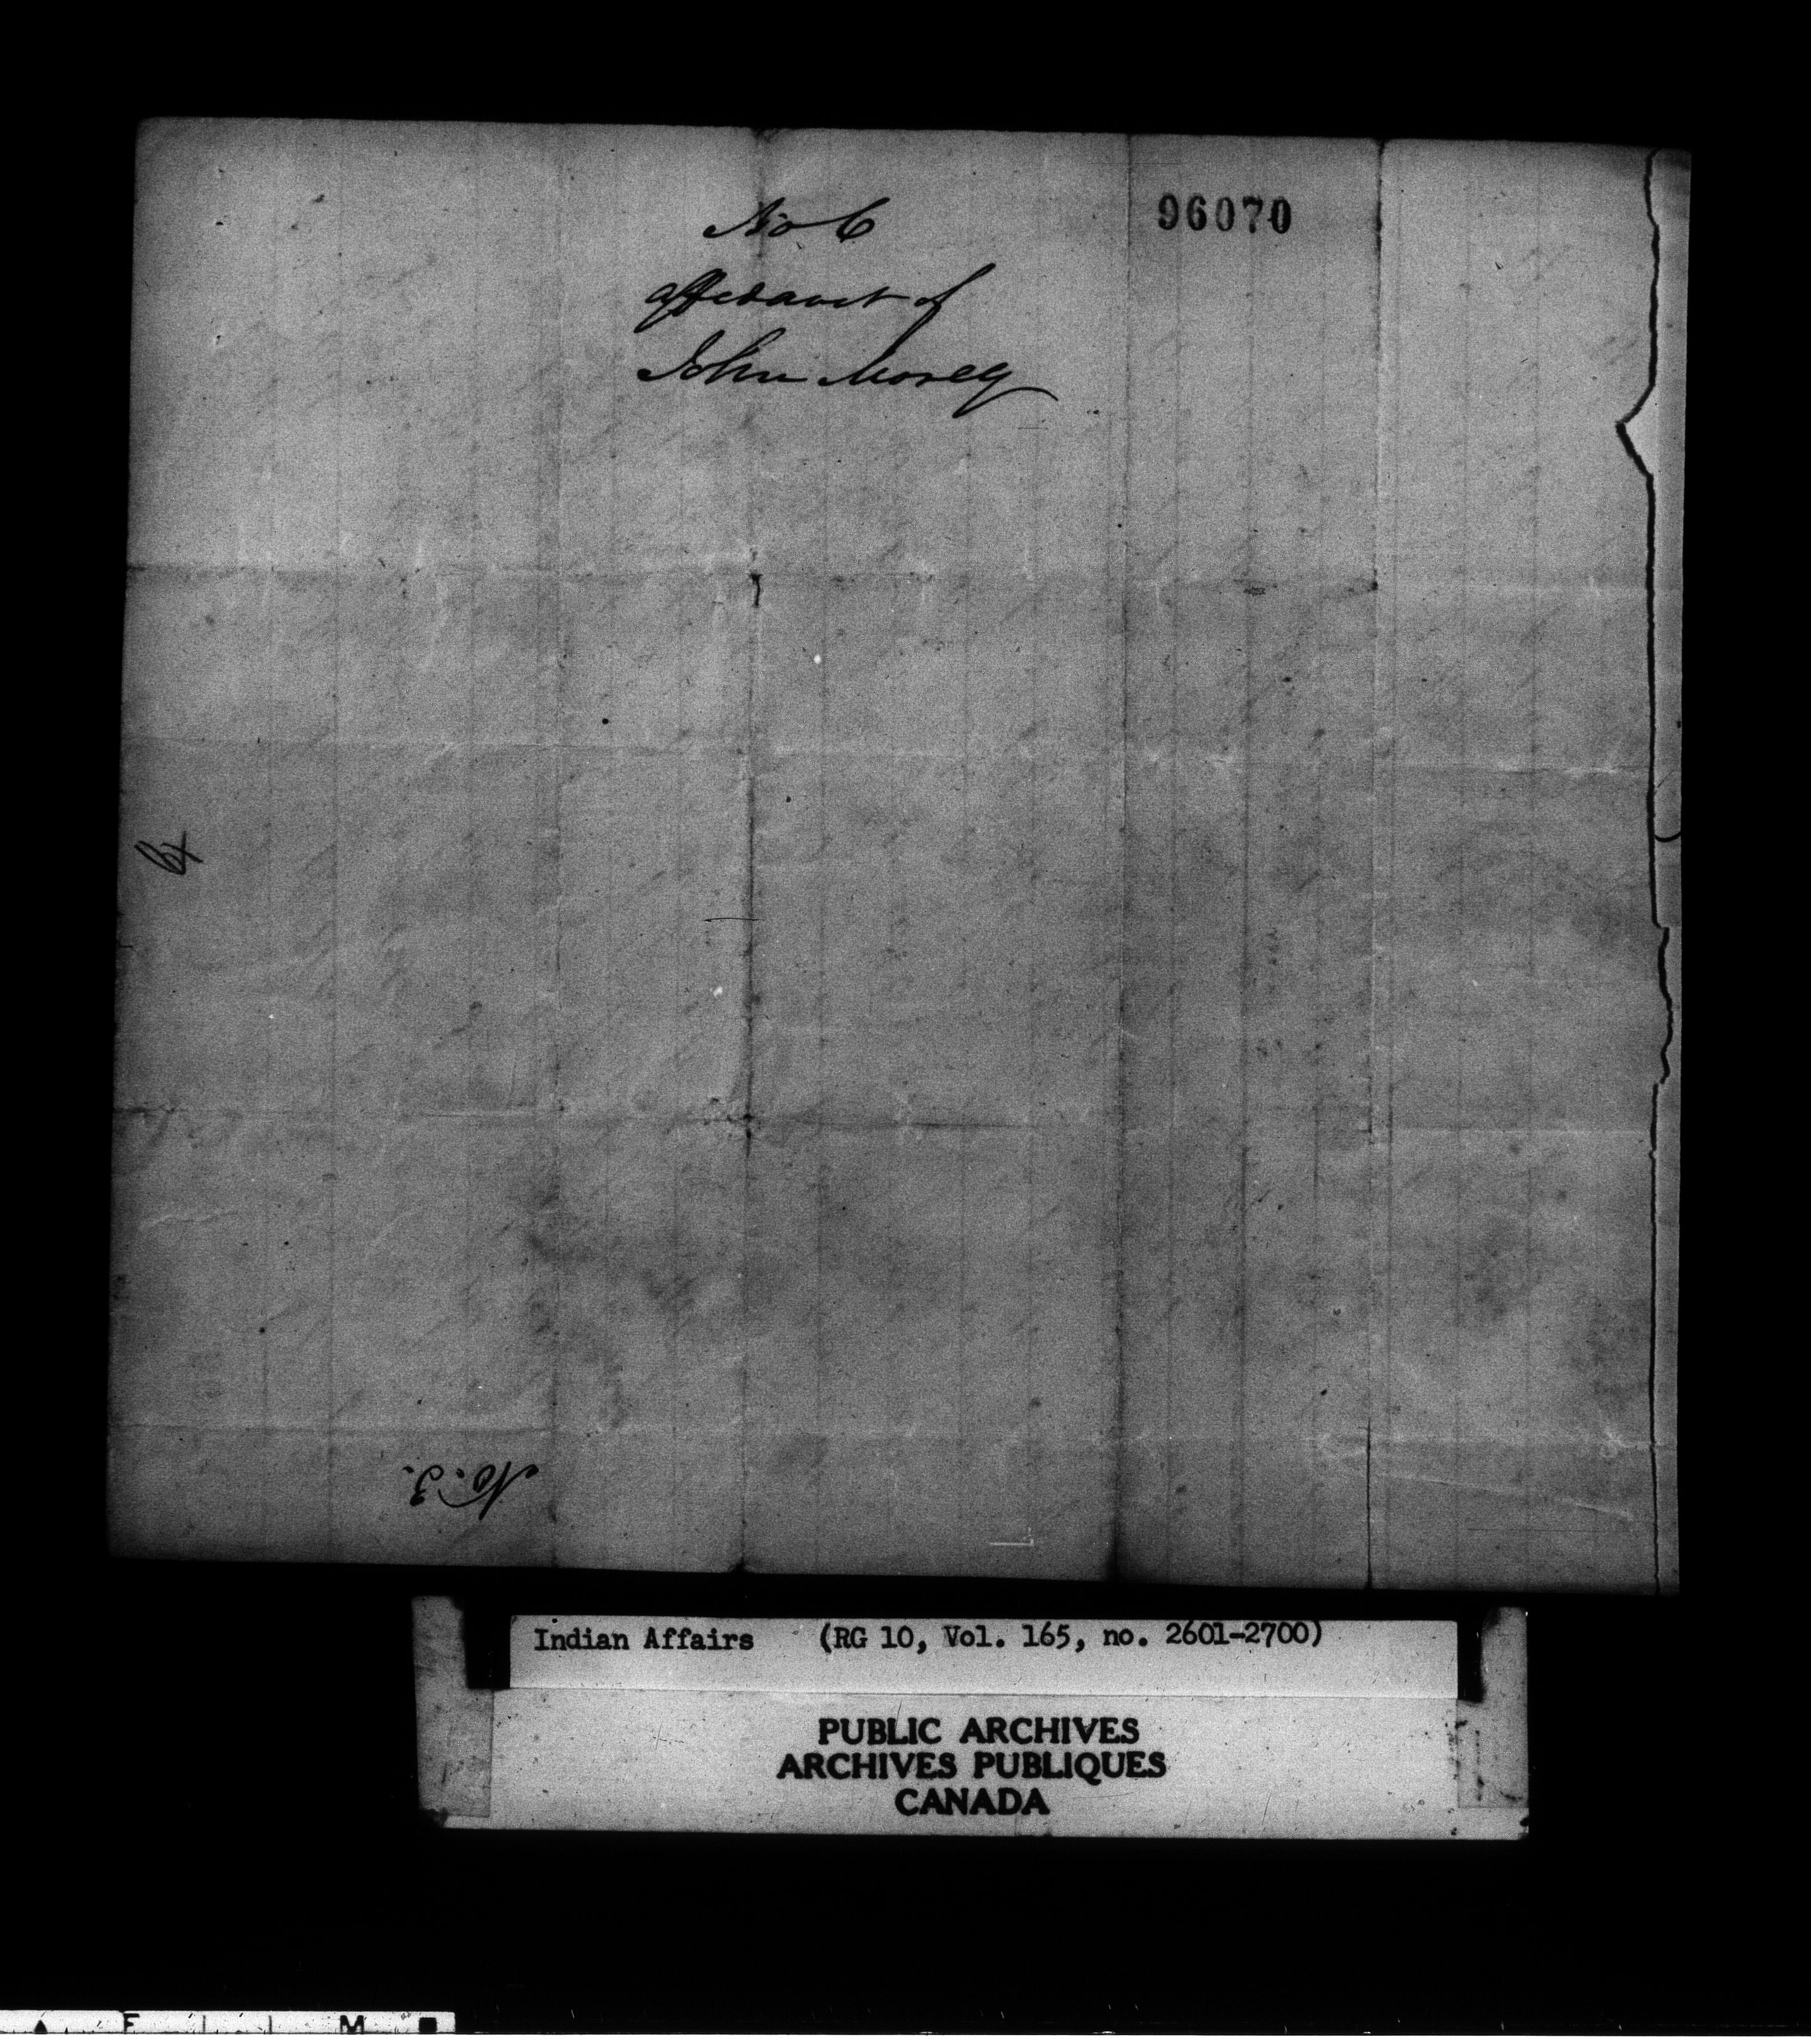 96070
No 6
affidavit of
John Morey
No. 3.
Indian Affairs (RG 10, Vol. 165, no. 2601-2700)
PUBLIC ARCHIVES
ARCHIVES PUBLIQUES
CANADA